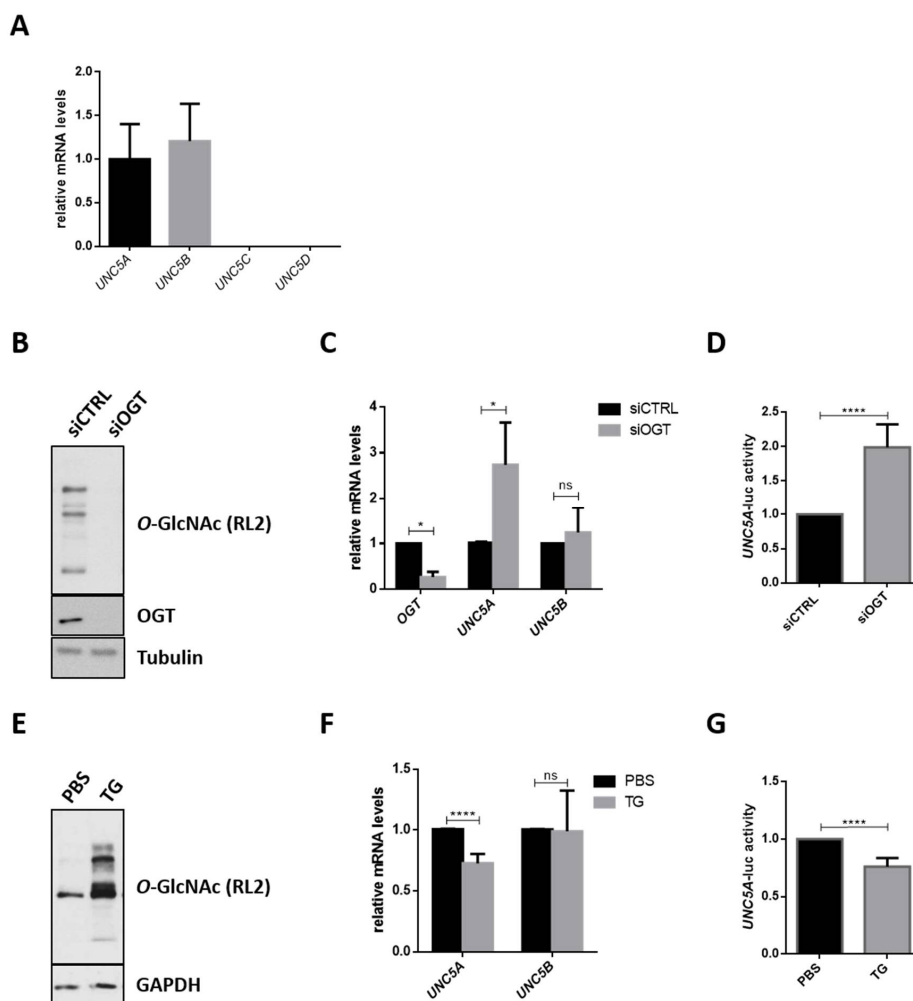 A
relative mRNA levels
2.0
1.5
1.0
0.5
0.0
UNC5A
UNC5B
UNC5C
UNC5D
B
siCTRL
siOGT
O-GlcNAc (RL2)
OGT
Tubulin
C
relative mRNA levels
4
3
2
1
0
*
*
ns
OGT
UNC5A
UNC5B
siCTRL
siOGT
D
UNC5A-luc activity
2.5
2.0
1.5
1.0
0.5
0.0
****
siCTRL
siOGT
E
PBS
TG
O-GlcNAc (RL2)
GAPDH
F
relative mRNA levels
1.5
1.0
0.5
0.0
****
ns
UNC5A
UNC5B
PBS
TG
G
UNC5A-luc activity
1.5
1.0
0.5
0.0
****
PBS
TG